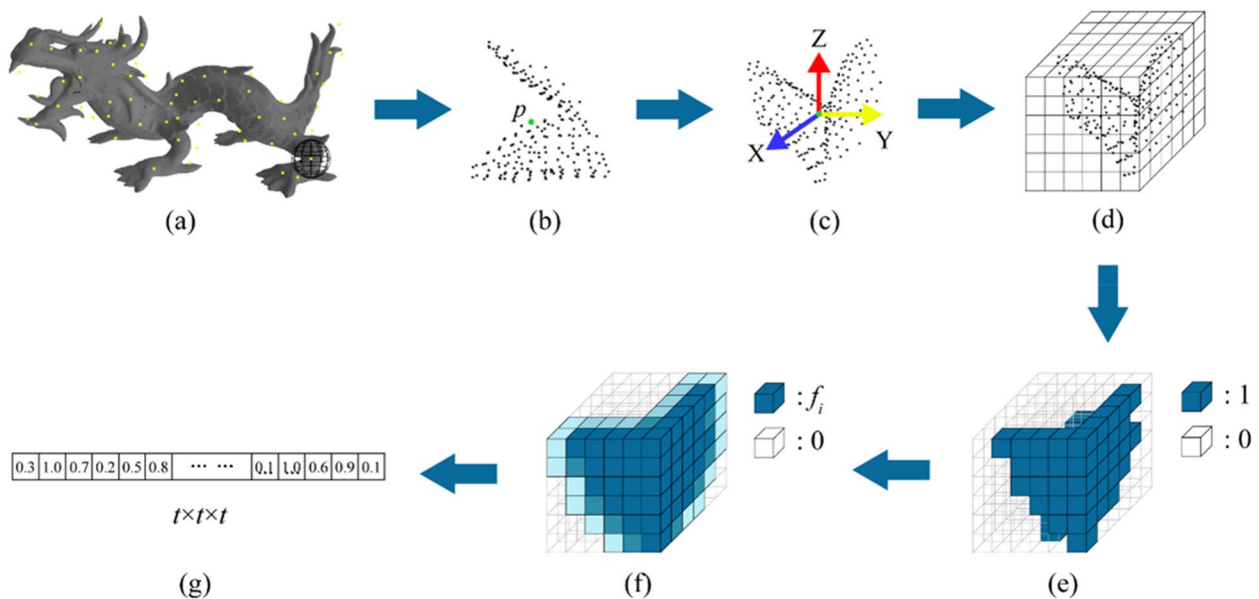 p
(a)
(b)
Z
X
Y
(c)
(d)
: 1
: 0
(e)
: fᵢ
: 0
(f)
0.3 1.0 0.7 0.2 0.5 0.8 ... ... 0.1 1.0 0.6 0.9 0.1
t×t×t
(g)